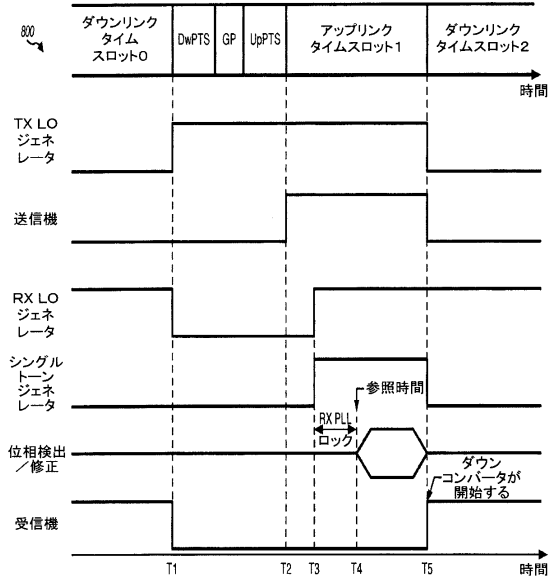 800
ダウンリンク
タイム
スロット0
DwPTS
GP
UpPTS
アップリンク
タイムスロット1
ダウンリンク
タイムスロット2
時間
TX LO
ジェネ
レータ
送信機
RX LO
ジェネ
レータ
シングル
トーン
ジェネ
レータ
参照時間
RX PLL
ロック
位相検出
/修正
ダウン
コンバータが
開始する
受信機
T1
T2
T3
T4
T5
時間